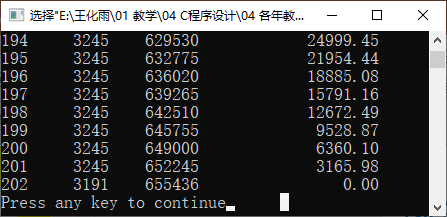 选择"E:\王化雨\01 教学\04 C程序设计\04 各年教...
194 3245 629530 24999.45
195 3245 632775 21954.44
196 3245 636020 18885.08
197 3245 639265 15791.16
198 3245 642510 12672.49
199 3245 645755 9528.87
200 3245 649000 6360.10
201 3245 652245 3165.98
202 3191 655436 0.00
Press any key to continue